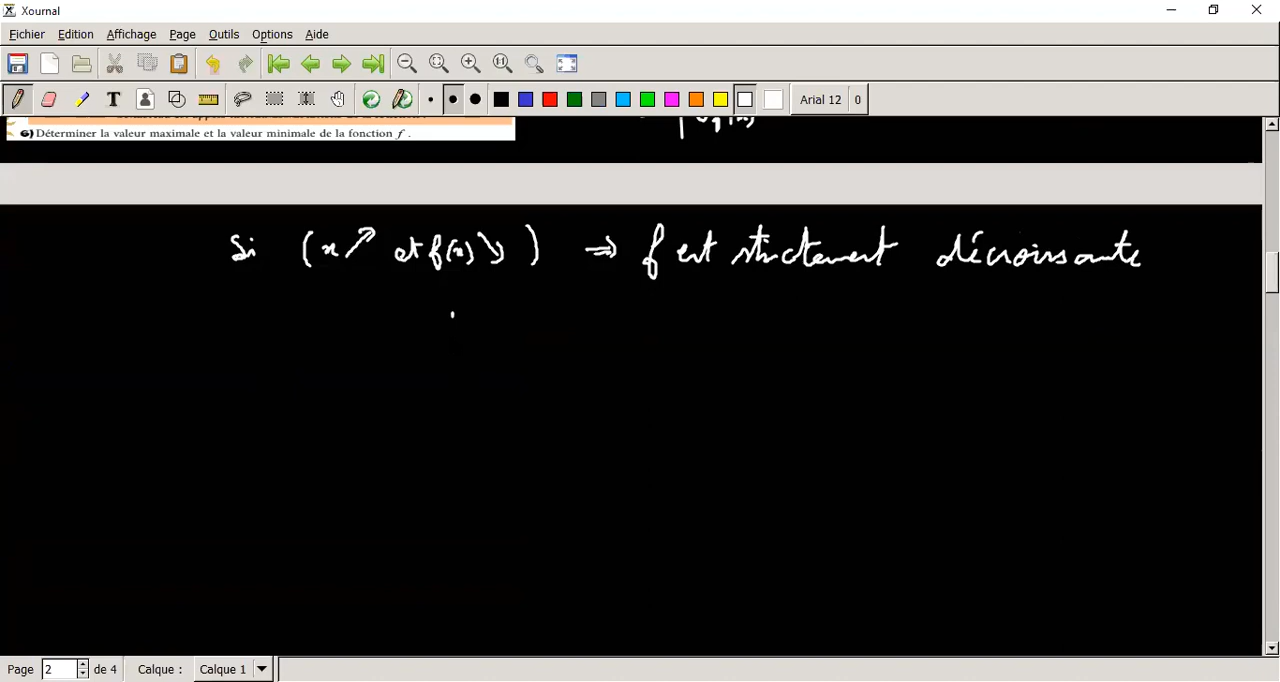 Xournal
Fichier Edition Affichage Page Outils Options Aide
Arial 12 0
6) Déterminer la valeur maximale et la valeur minimale de la fonction f .
Si (x ↗ et f(x) ↘ ) ⇒ f est strictement décroissante
Page 2 de 4 Calque : Calque 1